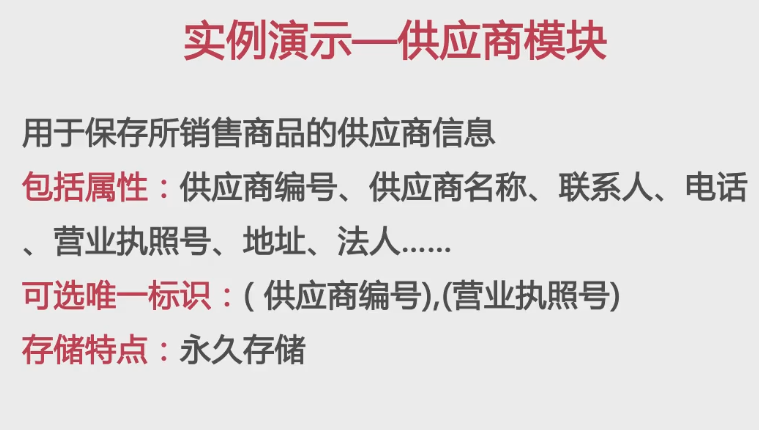 实例演示—供应商模块
用于保存所销售商品的供应商信息
包括属性：供应商编号、供应商名称、联系人、电话
、营业执照号、地址、法人......
可选唯一标识：( 供应商编号),(营业执照号)
存储特点：永久存储